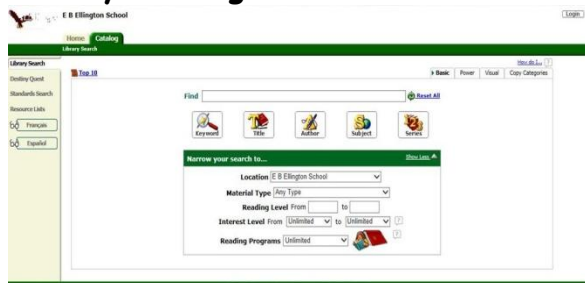 E B Ellington School
Login
Home Catalog
Library Search
Library Search
How do I... ?
Top 10
Basic Power Visual Copy Categories
Destiny Quest
Standards Search
Resource Lists
Français
Español
Find Reset All
Keyword Title Author Subject Series
Narrow your search to... Show Less
Location E B Ellington School
Material Type Any Type
Reading Level From to
Interest Level From Unlimited to Unlimited ?
Reading Programs Unlimited ?